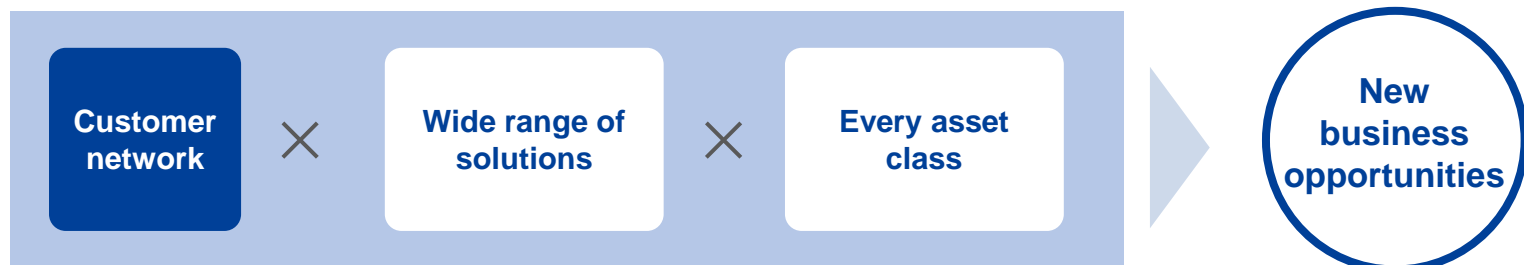 Customer
network
×
Wide range of
solutions
×
Every asset
class
New
business
opportunities